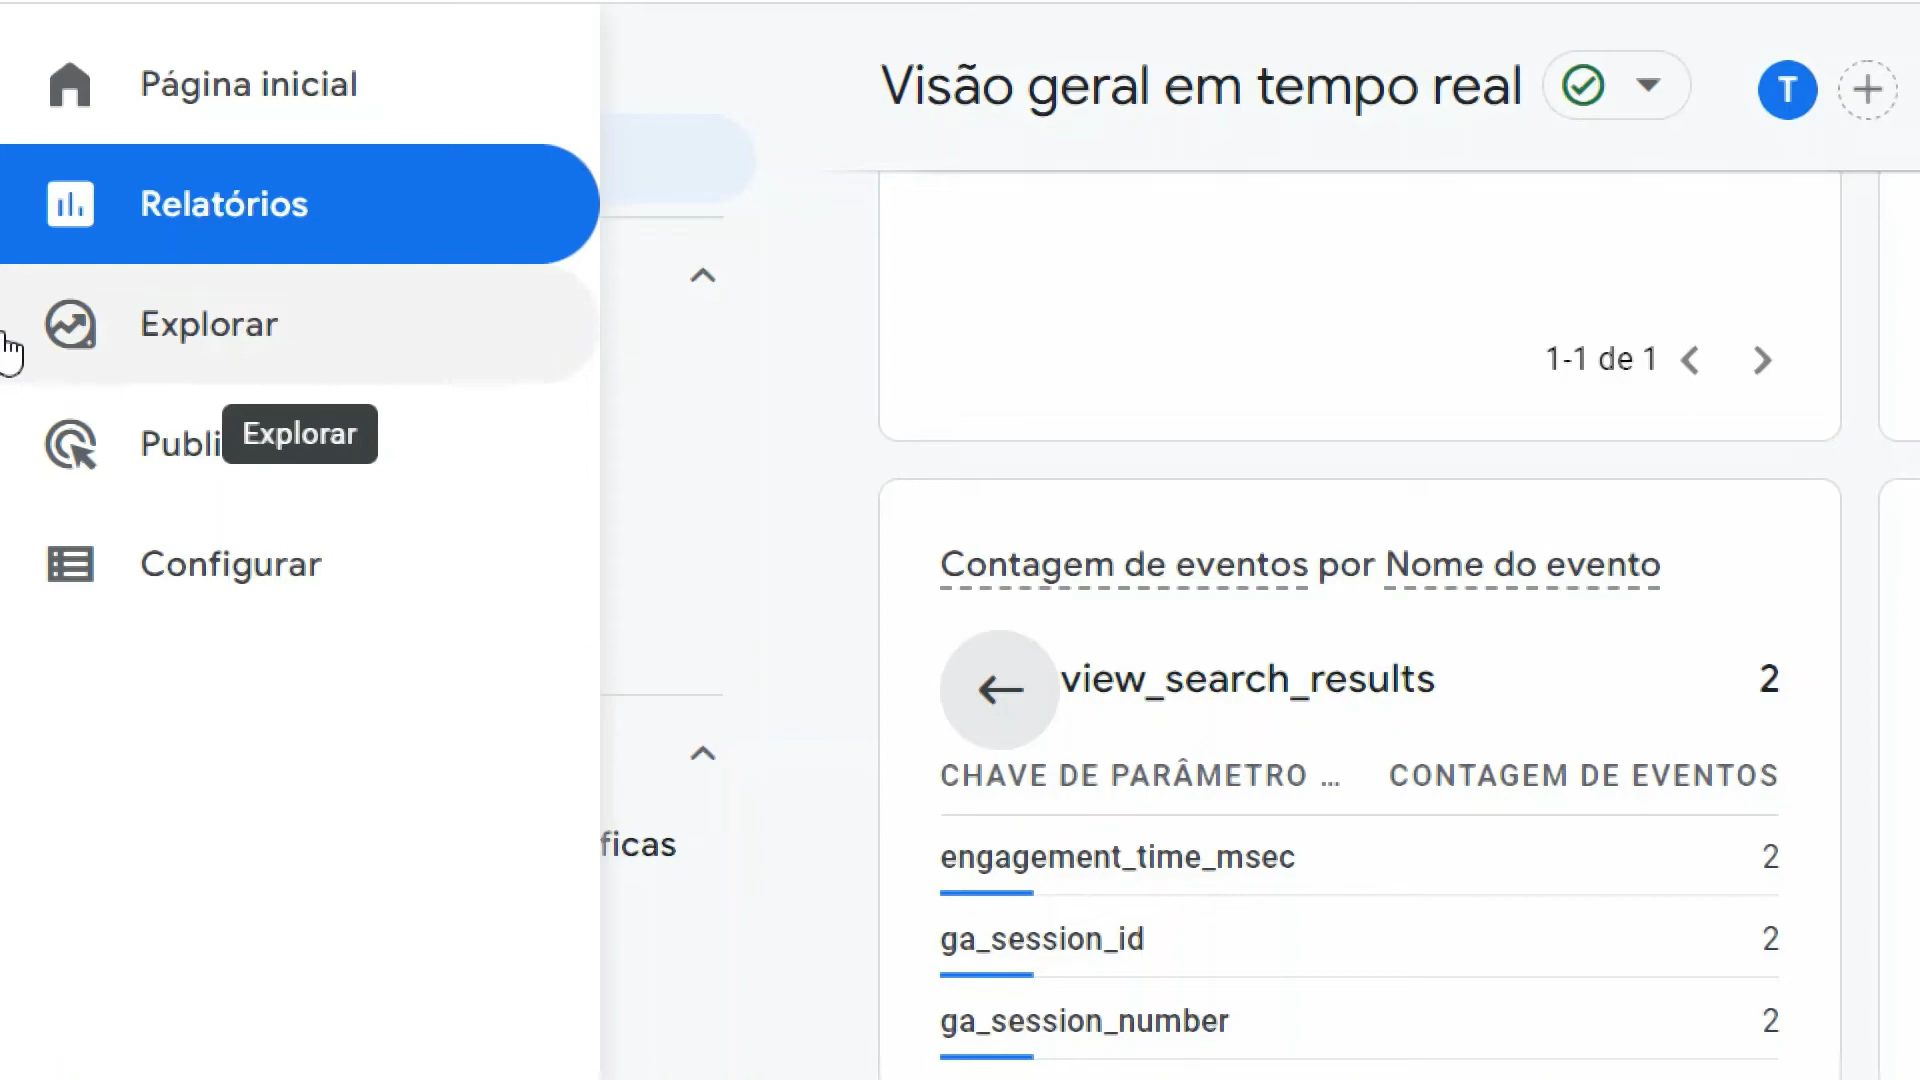 Página inicial
Relatórios
Explorar
Publi
Explorar
Configurar
ficas
Visão geral em tempo real
T
1-1 de 1
Contagem de eventos por Nome do evento
view_search_results 2
CHAVE DE PARÂMETRO ... CONTAGEM DE EVENTOS
engagement_time_msec 2
ga_session_id 2
ga_session_number 2